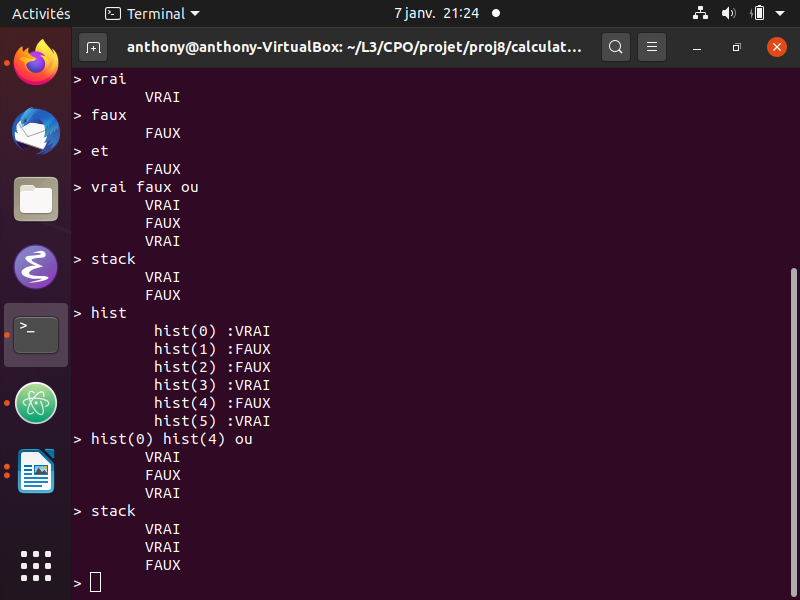 Activités Terminal 7 janv. 21:24
anthony@anthony-VirtualBox: ~/L3/CPO/projet/proj8/calculat...
> vrai
VRAI
> faux
FAUX
> et
FAUX
> vrai faux ou
VRAI
FAUX
VRAI
> stack
VRAI
FAUX
> hist
hist(0) :VRAI
hist(1) :FAUX
hist(2) :FAUX
hist(3) :VRAI
hist(4) :FAUX
hist(5) :VRAI
> hist(0) hist(4) ou
VRAI
FAUX
VRAI
> stack
VRAI
VRAI
FAUX
>